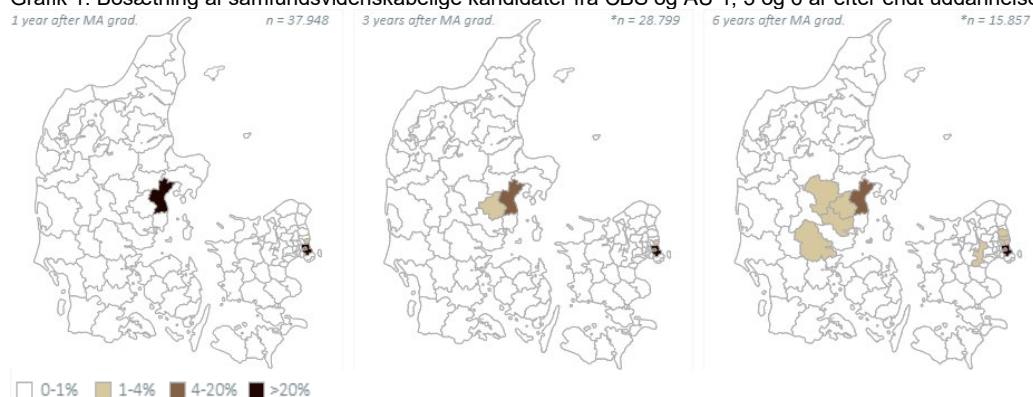 Grafik 1. Bosætning af samfundsvidenskabelige kandidater fra CBS og AU 1, 3 og 6 år efter endt uddannelse
1 year after MA grad. n = 37.948
3 years after MA grad. *n = 28.799
6 years after MA grad. *n = 15.857
0-1% 1-4% 4-20% >20%